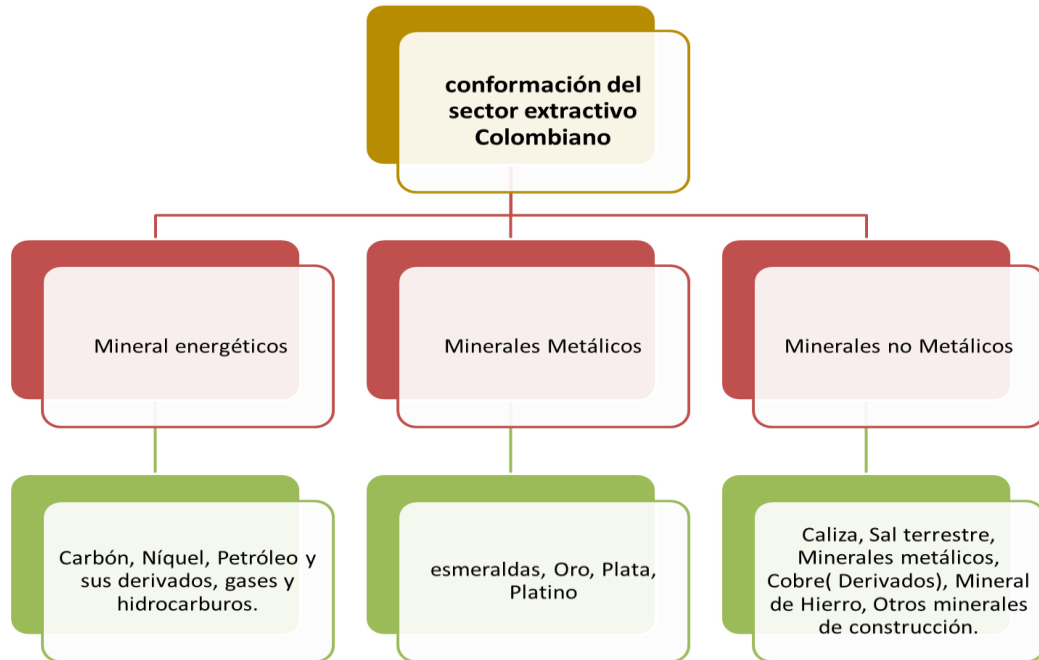 conformación del
sector extractivo
Colombiano
Mineral energéticos
Minerales Metálicos
Minerales no Metálicos
Carbón, Níquel, Petróleo y
sus derivados, gases y
hidrocarburos.
esmeraldas, Oro, Plata,
Platino
Caliza, Sal terrestre,
Minerales metálicos,
Cobre( Derivados), Mineral
de Hierro, Otros minerales
de construcción.